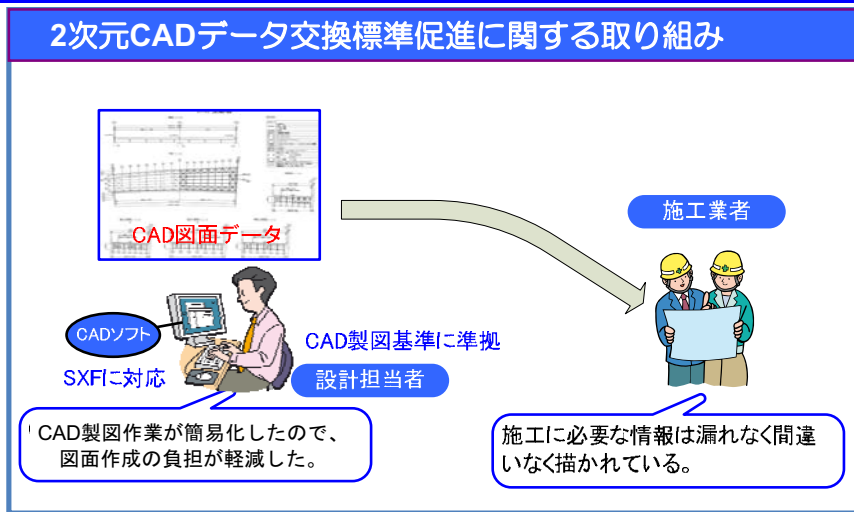 2次元CADデータ交換標準促進に関する取り組み
CAD図面データ
施工業者
CADソフト
CAD製図基準に準拠
SXFに対応
設計担当者
CAD製図作業が簡易化したので、
図面作成の負担が軽減した。
施工に必要な情報は漏れなく間違
いなく描かれている。